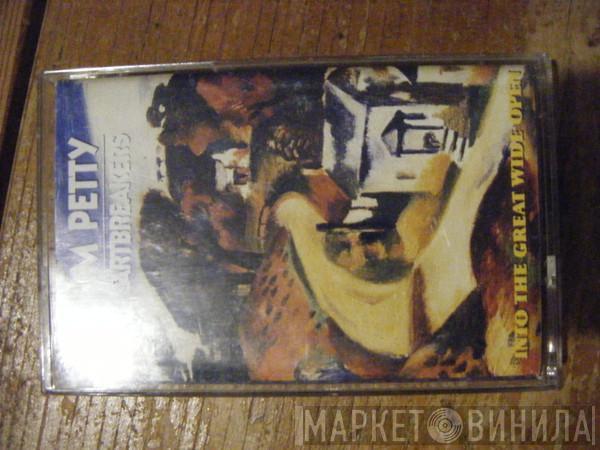 M PETTY
ARTBREAKERS
INTO THE GREAT WIDE OPEN
МАРКЕТ ВИНИЛА